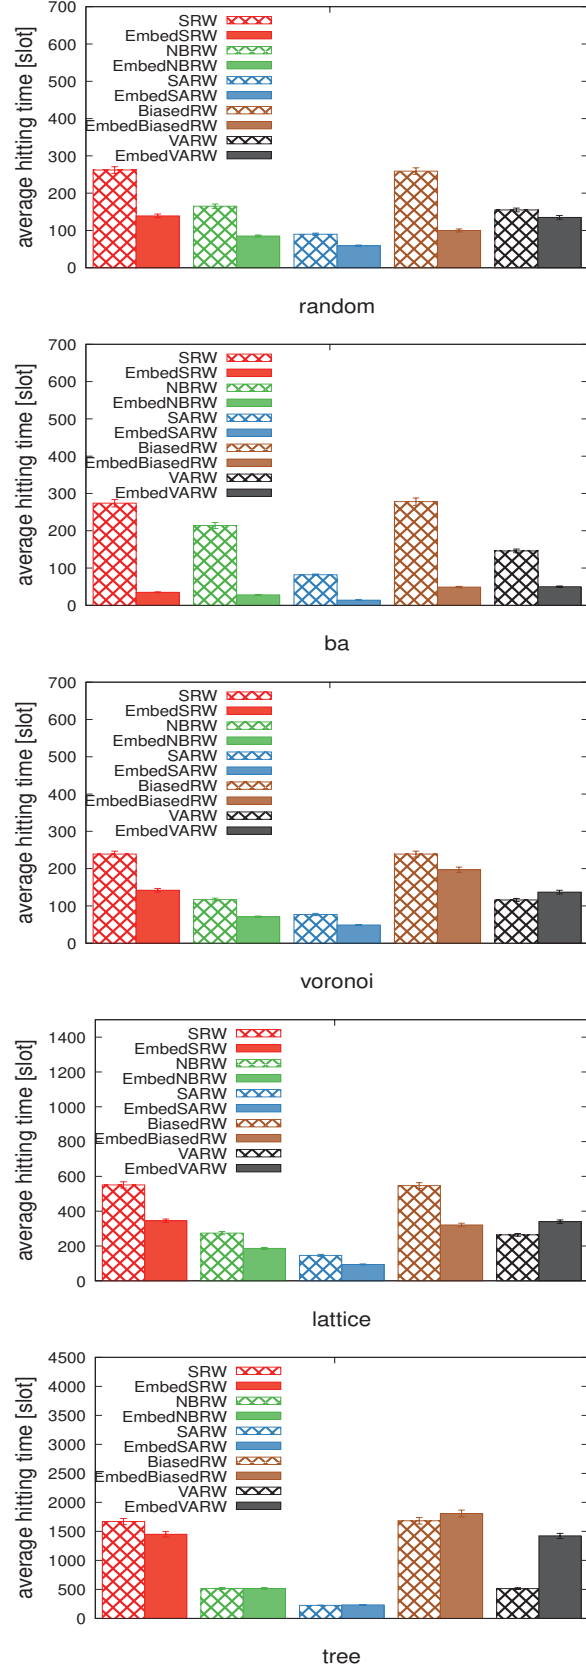 average hitting time [slot]
700
600
500
400
300
200
100
0
SRW
EmbedSRW
NBRW
EmbedNBRW
SARW
EmbedSARW
BiasedRW
EmbedBiasedRW
VARW
EmbedVARW
random
average hitting time [slot]
700
600
500
400
300
200
100
0
SRW
EmbedSRW
NBRW
EmbedNBRW
SARW
EmbedSARW
BiasedRW
EmbedBiasedRW
VARW
EmbedVARW
ba
average hitting time [slot]
700
600
500
400
300
200
100
0
SRW
EmbedSRW
NBRW
EmbedNBRW
SARW
EmbedSARW
BiasedRW
EmbedBiasedRW
VARW
EmbedVARW
voronoi
average hitting time [slot]
1400
1200
1000
800
600
400
200
0
SRW
EmbedSRW
NBRW
EmbedNBRW
SARW
EmbedSARW
BiasedRW
EmbedBiasedRW
VARW
EmbedVARW
lattice
average hitting time [slot]
4500
4000
3500
3000
2500
2000
1500
1000
500
0
SRW
EmbedSRW
NBRW
EmbedNBRW
SARW
EmbedSARW
BiasedRW
EmbedBiasedRW
VARW
EmbedVARW
tree